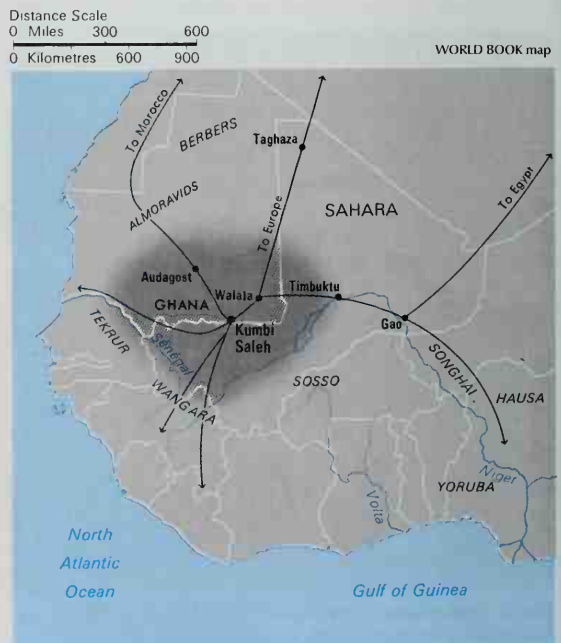 Distance Scale
0 Miles 300 600
0 Kilometres 600 900
WORLD BOOK map
To Morocco
BERBERS
Taghaza
To Egypt
ALMORAVIDS
To Europe
SAHARA
Audagost
Walala
Timbuktu
GHANA
Kumbi
Saleh
Gao
TEKRUR
Senegal
WANGARA
SOSSO
SONGHAI
HAUSA
Niger
YORUBA
Volta
North
Atlantic
Ocean
Gulf of Guinea